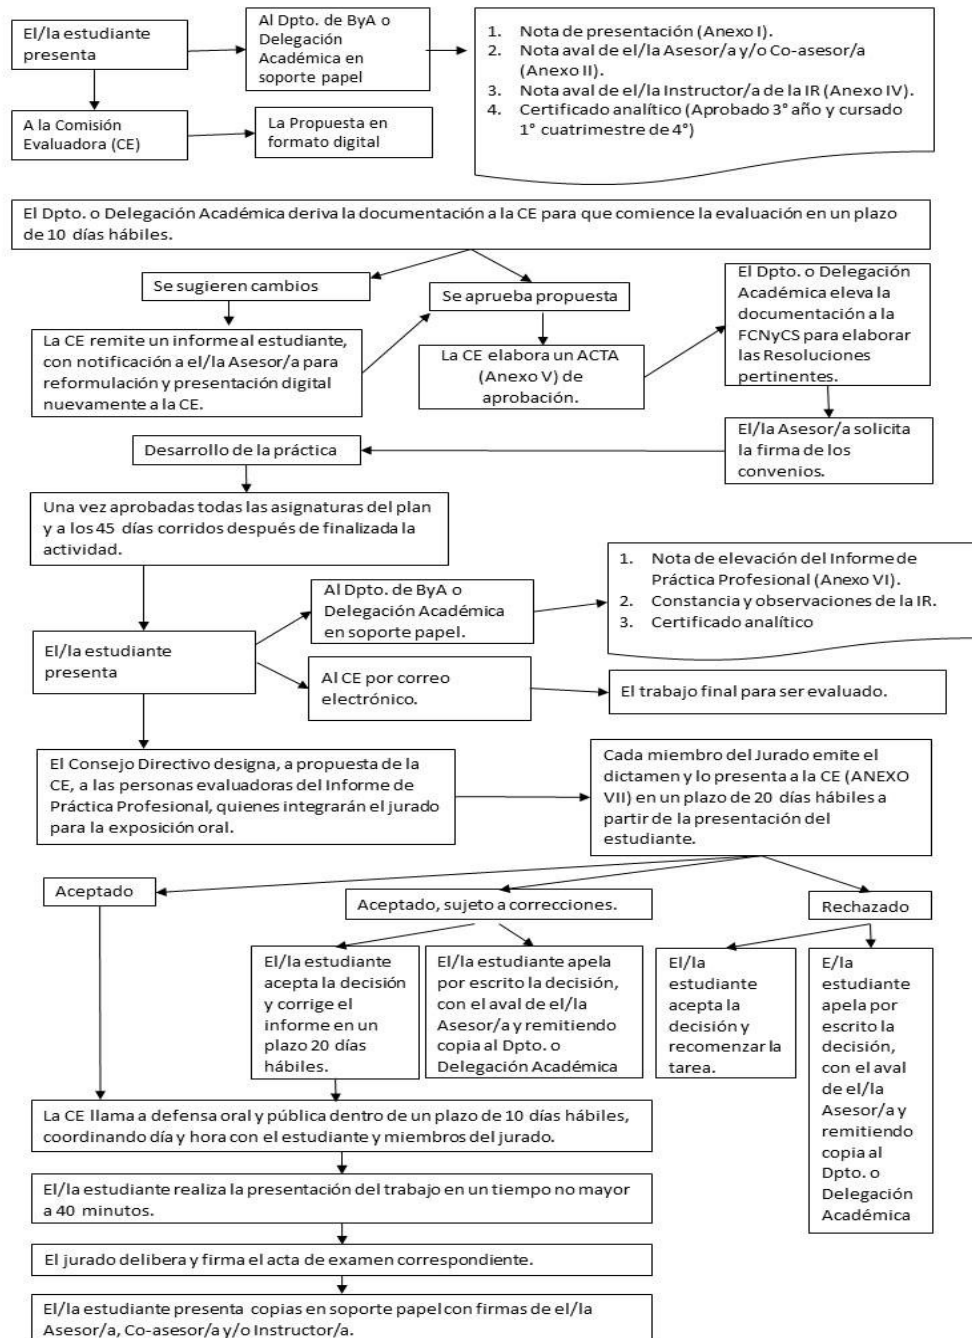 El/la estudiante
presenta
Al Dpto. de ByA o
Delegación
Académica en
soporte papel
1. Nota de presentación (Anexo I).
2. Nota aval de el/la Asesor/a y/o Co-asesor/a
(Anexo II).
3. Nota aval de el/la Instructor/a de la IR (Anexo IV).
4. Certificado analítico (Aprobado 3° año y cursado
1° cuatrimestre de 4°)
A la Comisión
Evaluadora (CE)
La Propuesta en
formato digital
El Dpto. o Delegación Académica deriva la documentación a la CE para que comience la evaluación en un plazo
de 10 días hábiles.
Se sugieren cambios
Se aprueba propuesta
El Dpto. o Delegación
Académica eleva la
documentación a la
FCNyCS para elaborar
las Resoluciones
pertinentes.
La CE remite un informe al estudiante,
con notificación a el/la Asesor/a para
reformulación y presentación digital
nuevamente a la CE.
La CE elabora un ACTA
(Anexo V) de
aprobación.
El/la Asesor/a solicita
la firma de los
convenios.
Desarrollo de la práctica
Una vez aprobadas todas las asignaturas del plan
y a los 45 días corridos después de finalizada la
actividad.
El/la estudiante
presenta
Al Dpto. de ByA o
Delegación Académica
en soporte papel.
1. Nota de elevación del Informe de
Práctica Profesional (Anexo VI).
2. Constancia y observaciones de la IR.
3. Certificado analítico
Al CE por correo
electrónico.
El trabajo final para ser evaluado.
El Consejo Directivo designa, a propuesta de la
CE, a las personas evaluadoras del Informe de
Práctica Profesional, quienes integrarán el jurado
para la exposición oral.
Cada miembro del Jurado emite el
dictamen y lo presenta a la CE (ANEXO
VII) en un plazo de 20 días hábiles a
partir de la presentación del
estudiante.
Aceptado
Aceptado, sujeto a correcciones.
Rechazado
El/la estudiante
acepta la decisión
y corrige el
informe en un
plazo 20 días
hábiles.
El/la estudiante apela
por escrito la decisión,
con el aval de el/la
Asesor/a y remitiendo
copia al Dpto. o
Delegación Académica
El/la
estudiante
acepta la
decisión y
recomenzar la
tarea.
E/la
estudiante
apela por
escrito la
decisión,
con el aval
de el/la
Asesor/a y
remitiendo
copia al
Dpto. o
Delegación
Académica
La CE llama a defensa oral y pública dentro de un plazo de 10 días hábiles,
coordinando día y hora con el estudiante y miembros del jurado.
El/la estudiante realiza la presentación del trabajo en un tiempo no mayor
a 40 minutos.
El jurado delibera y firma el acta de examen correspondiente.
El/la estudiante presenta copias en soporte papel con firmas de el/la
Asesor/a, Co-asesor/a y/o Instructor/a.